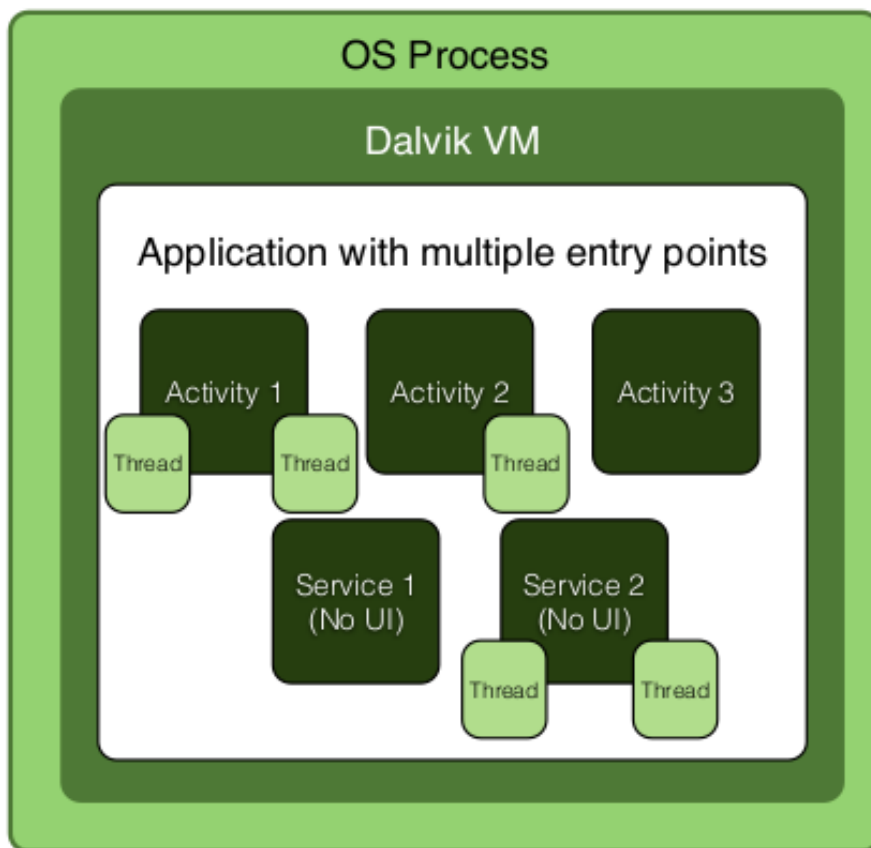 OS Process
Dalvik VM
Application with multiple entry points
Activity 1
Activity 2
Activity 3
Thread
Thread
Thread
Service 1
(No UI)
Service 2
(No UI)
Thread
Thread